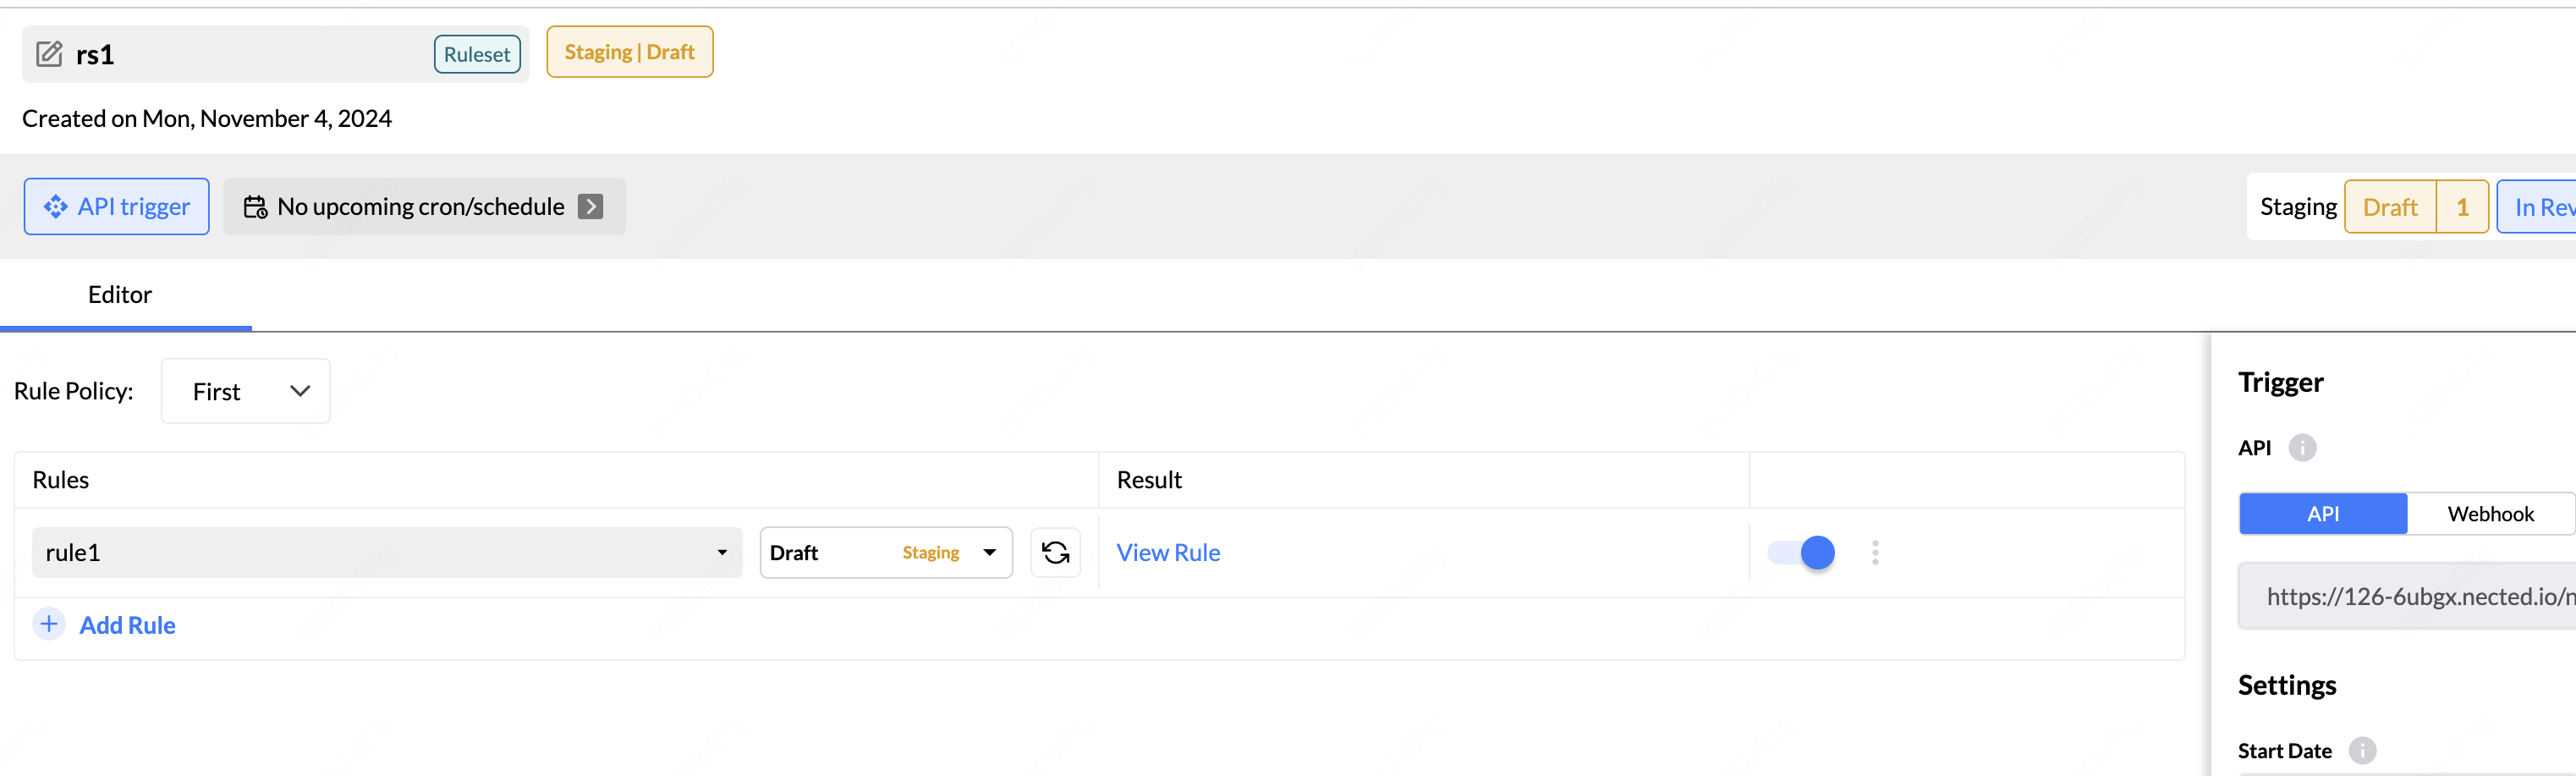 rs1
Ruleset
Staging | Draft
Created on Mon, November 4, 2024
API trigger
No upcoming cron/schedule
Staging
Draft
1
In Rev
Editor
Rule Policy:
First
Rules
Result
rule1
Draft
Staging
View Rule
Add Rule
Trigger
API
API
Webhook
https://126-6ubgx.nected.io/n
Settings
Start Date